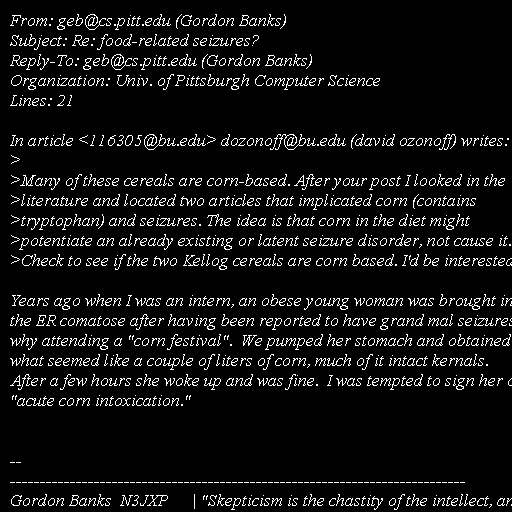 From: geb@cs.pitt.edu (Gordon Banks)
Subject: Re: food-related seizures?
Reply-To: geb@cs.pitt.edu (Gordon Banks)
Organization: Univ. of Pittsburgh Computer Science
Lines: 21

In article <116305@bu.edu> dozonoff@bu.edu (david ozonoff) writes:
>
>Many of these cereals are corn-based. After your post I looked in the
>literature and located two articles that implicated corn (contains
>tryptophan) and seizures. The idea is that corn in the diet might
>potentiate an already existing or latent seizure disorder, not cause it.
>Check to see if the two Kellog cereals are corn based. I'd be interested

Years ago when I was an intern, an obese young woman was brought in
the ER comatose after having been reported to have grand mal seizures
why attending a "corn festival".  We pumped her stomach and obtained
what seemed like a couple of liters of corn, much of it intact kernals.
After a few hours she woke up and was fine.  I was tempted to sign her
"acute corn intoxication."

--
----------------------------------------------------------------------------
Gordon Banks  N3JXP      | "Skepticism is the chastity of the intellect,